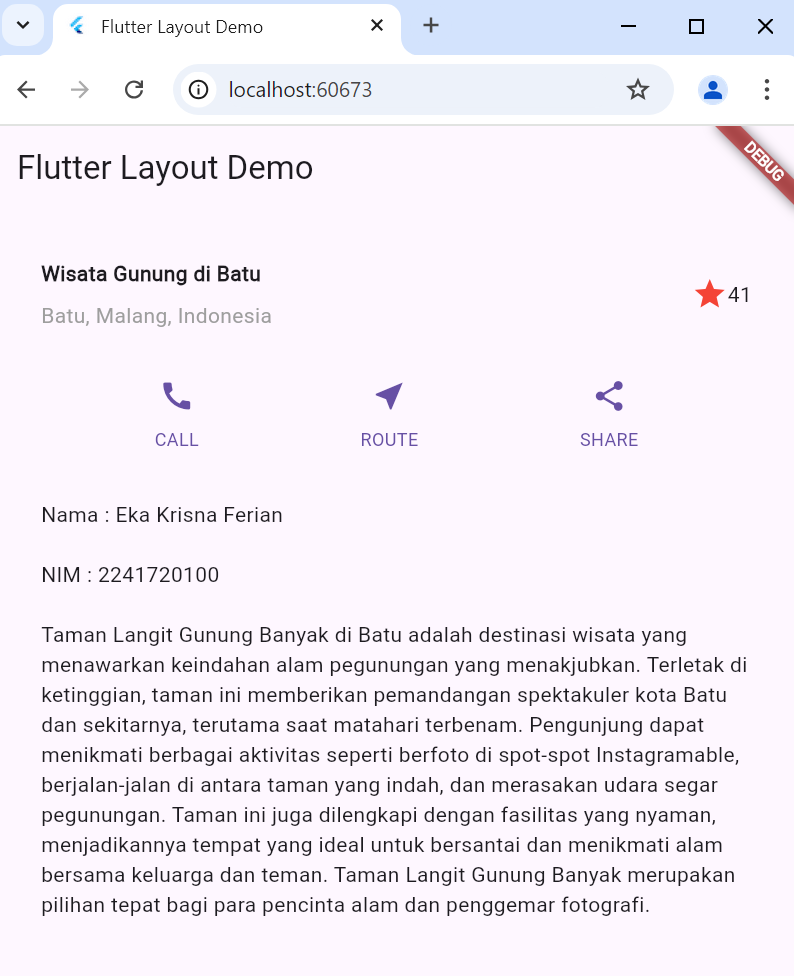 Flutter Layout Demo
localhost:60673
Flutter Layout Demo
DEBUG
Wisata Gunung di Batu
Batu, Malang, Indonesia
41
CALL ROUTE SHARE
Nama : Eka Krisna Ferian
NIM : 2241720100
Taman Langit Gunung Banyak di Batu adalah destinasi wisata yang
menawarkan keindahan alam pegunungan yang menakjubkan. Terletak di
ketinggian, taman ini memberikan pemandangan spektakuler kota Batu
dan sekitarnya, terutama saat matahari terbenam. Pengunjung dapat
menikmati berbagai aktivitas seperti berfoto di spot-spot Instagramable,
berjalan-jalan di antara taman yang indah, dan merasakan udara segar
pegunungan. Taman ini juga dilengkapi dengan fasilitas yang nyaman,
menjadikannya tempat yang ideal untuk bersantai dan menikmati alam
bersama keluarga dan teman. Taman Langit Gunung Banyak merupakan
pilihan tepat bagi para pencinta alam dan penggemar fotografi.